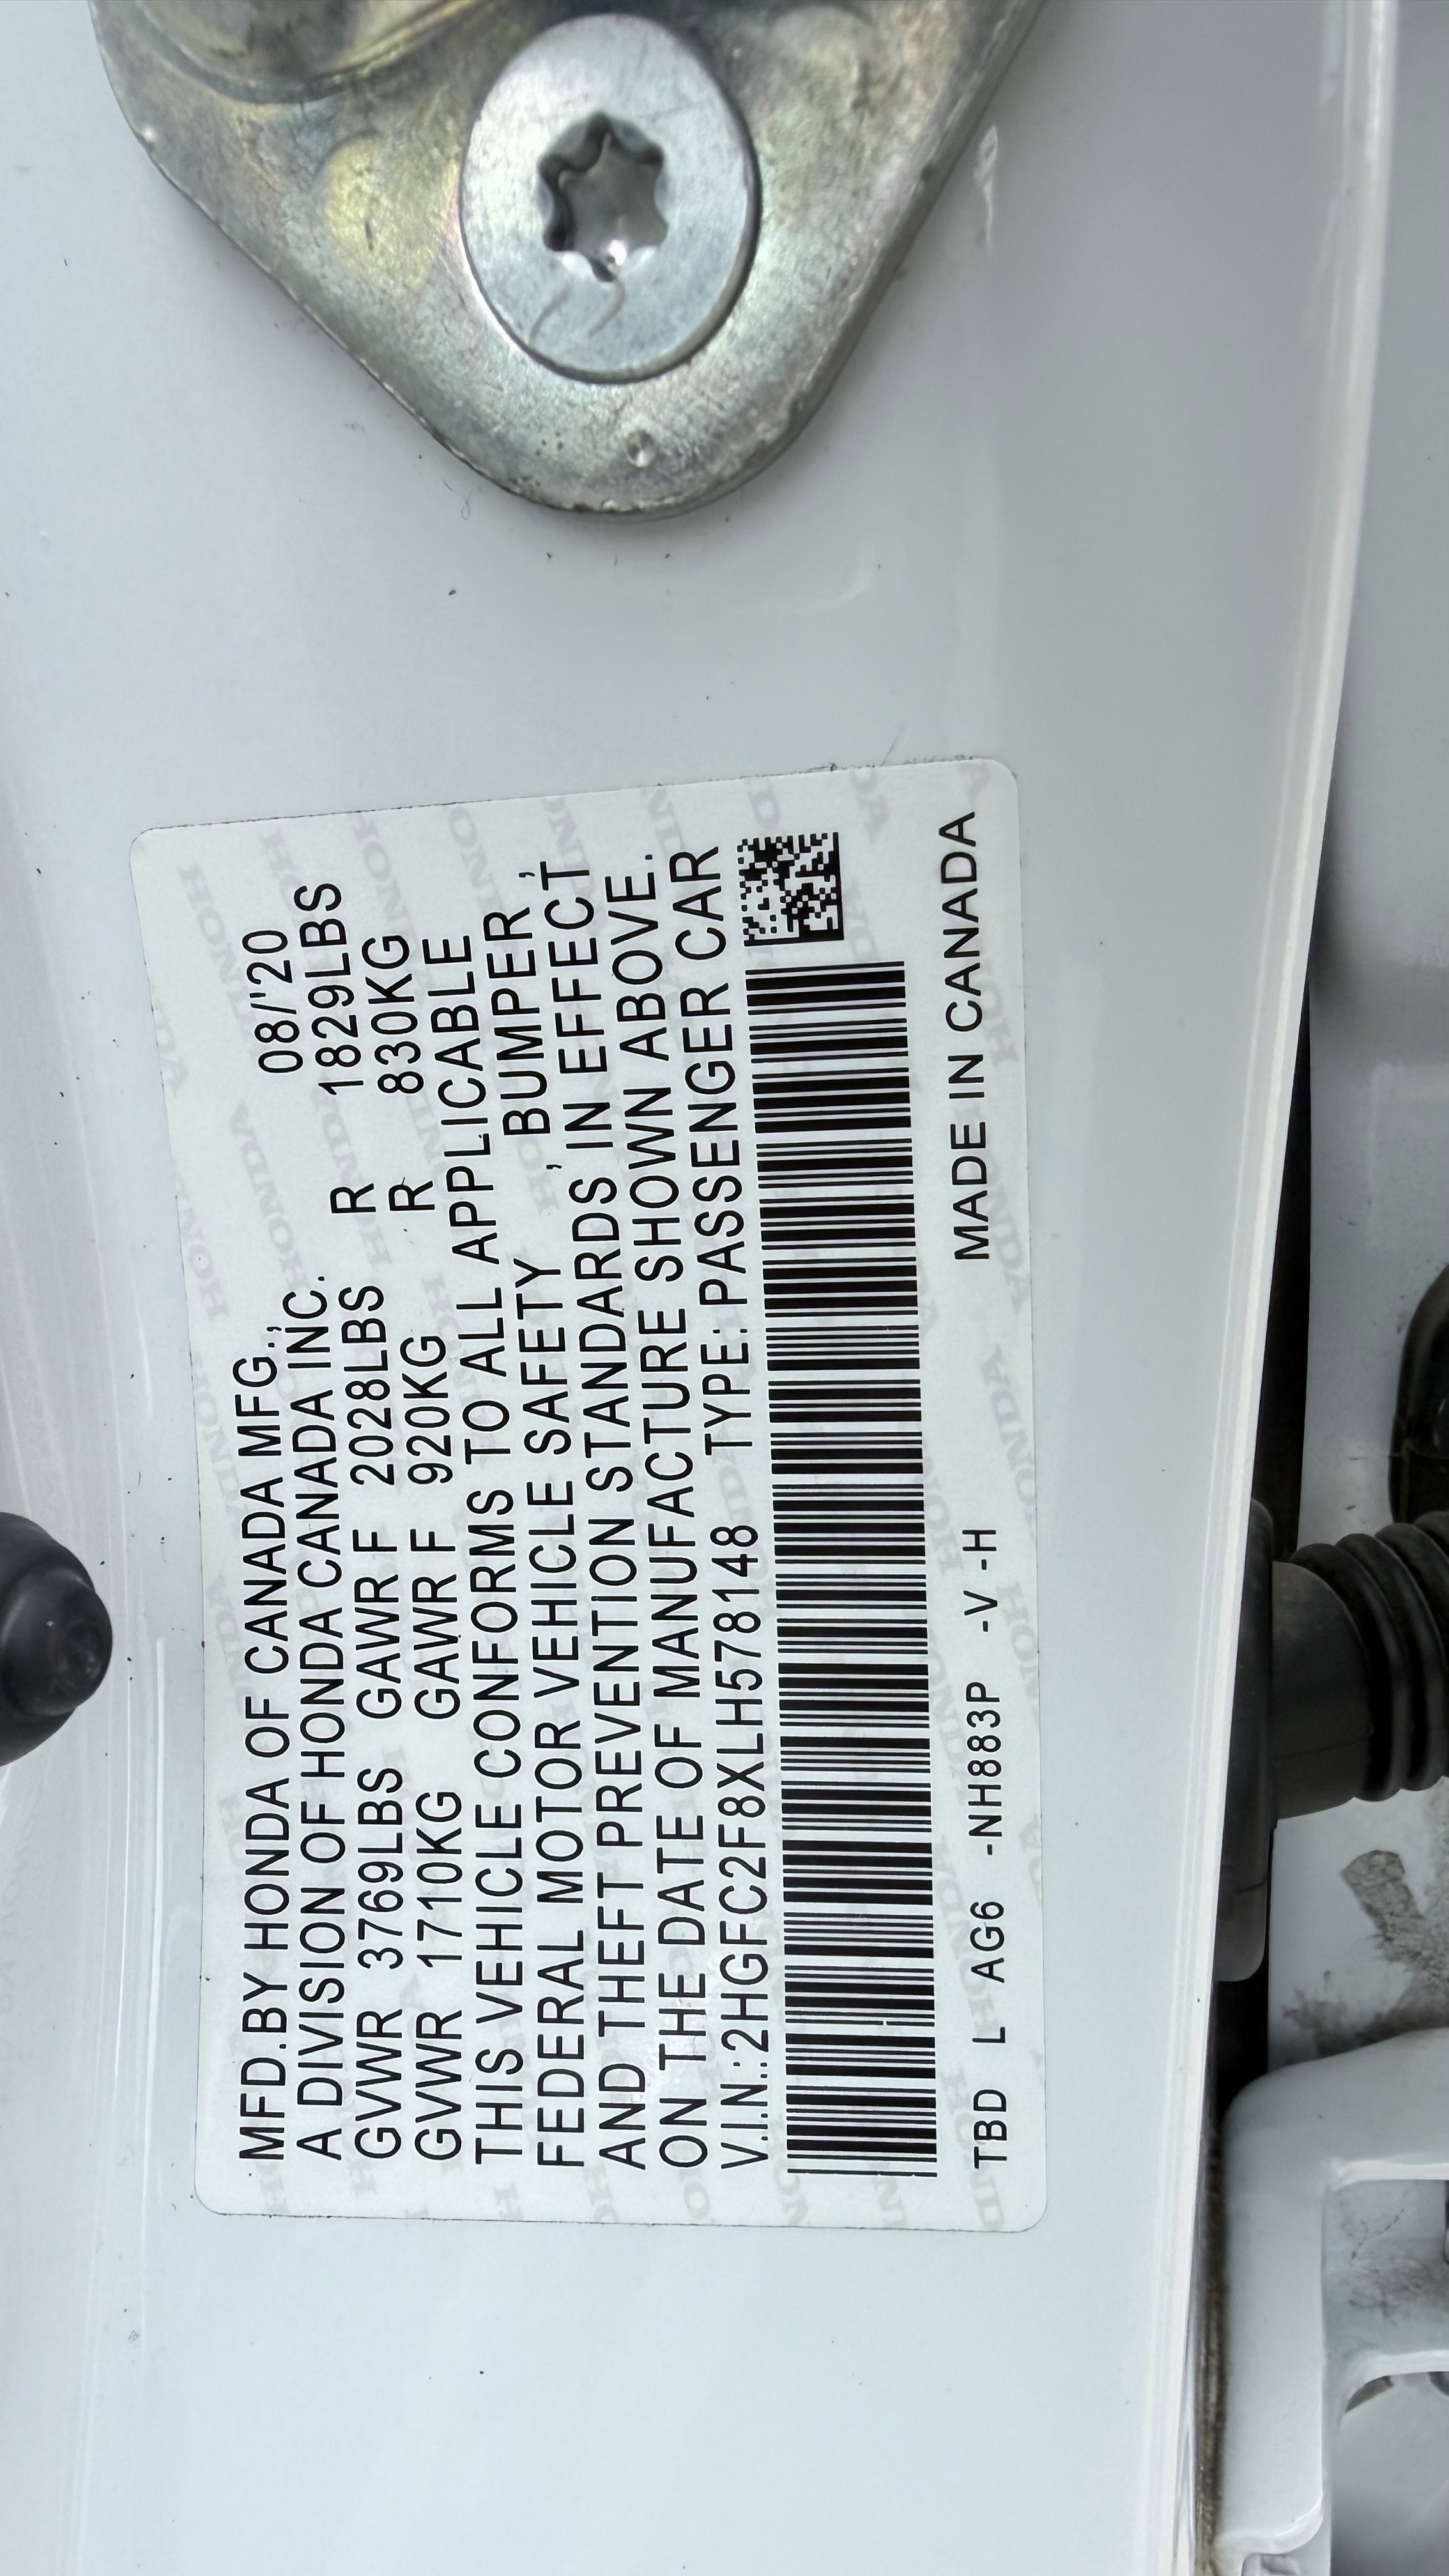 MFD.BY HONDA OF CANADA MFG., 08/'20
A DIVISION OF HONDA CANADA INC.
GVWR 3769LBS GAWR F 2028LBS R 1829LBS
GVWR 1710KG GAWR F 920KG R 830KG
THIS VEHICLE CONFORMS TO ALL APPLICABLE
FEDERAL MOTOR VEHICLE SAFETY , BUMPER ,
AND THEFT PREVENTION STANDARDS IN EFFECT
ON THE DATE OF MANUFACTURE SHOWN ABOVE.
V.I.N.:2HGFC2F8XLH578148 TYPE: PASSENGER CAR
TBD L AG6 -NH883P -V -H MADE IN CANADA